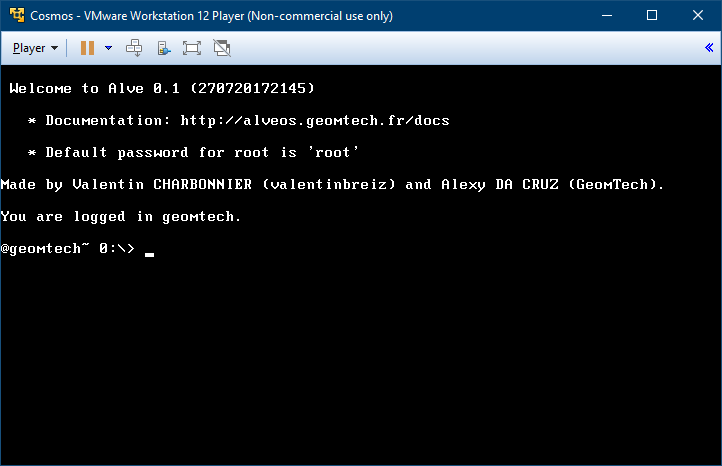 Cosmos - VMware Workstation 12 Player (Non-commercial use only)
Player
Welcome to Alve 0.1 (270720172145)
* Documentation: http://alveos.geomtech.fr/docs
* Default password for root is 'root'
Made by Valentin CHARBONNIER (valentinbreiz) and Alexy DA CRUZ (GeomTech).
You are logged in geomtech.
@geomtech~ 0:\> _